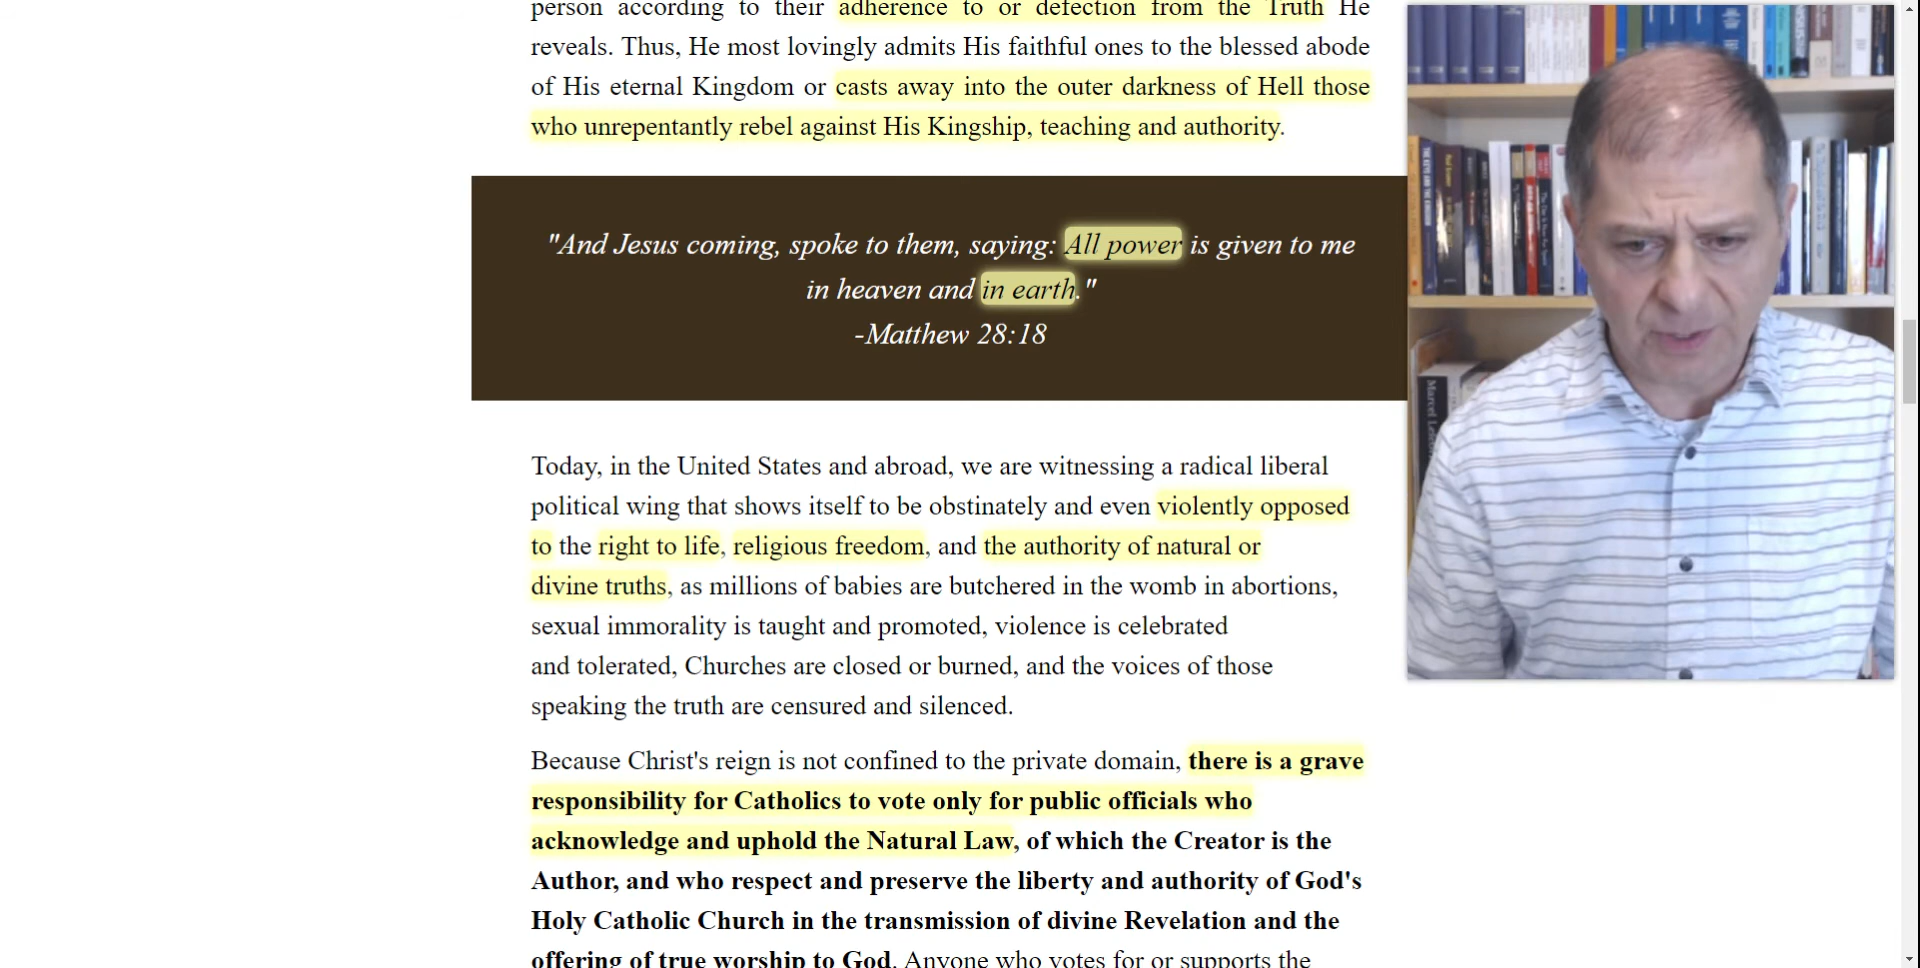 person according to their adherence to or defection from the Truth He
reveals. Thus, He most lovingly admits His faithful ones to the blessed abode
of His eternal Kingdom or casts away into the outer darkness of Hell those
who unrepentantly rebel against His Kingship, teaching and authority.
"And Jesus coming, spoke to them, saying: All power is given to me
in heaven and in earth."
-Matthew 28:18
Today, in the United States and abroad, we are witnessing a radical liberal
political wing that shows itself to be obstinately and even violently opposed
to the right to life, religious freedom, and the authority of natural or
divine truths, as millions of babies are butchered in the womb in abortions,
sexual immorality is taught and promoted, violence is celebrated
and tolerated, Churches are closed or burned, and the voices of those
speaking the truth are censured and silenced.
Because Christ's reign is not confined to the private domain, there is a grave
responsibility for Catholics to vote only for public officials who
acknowledge and uphold the Natural Law, of which the Creator is the
Author, and who respect and preserve the liberty and authority of God's
Holy Catholic Church in the transmission of divine Revelation and the
offering of true worship to God. Anyone who votes for or supports the
Marcel